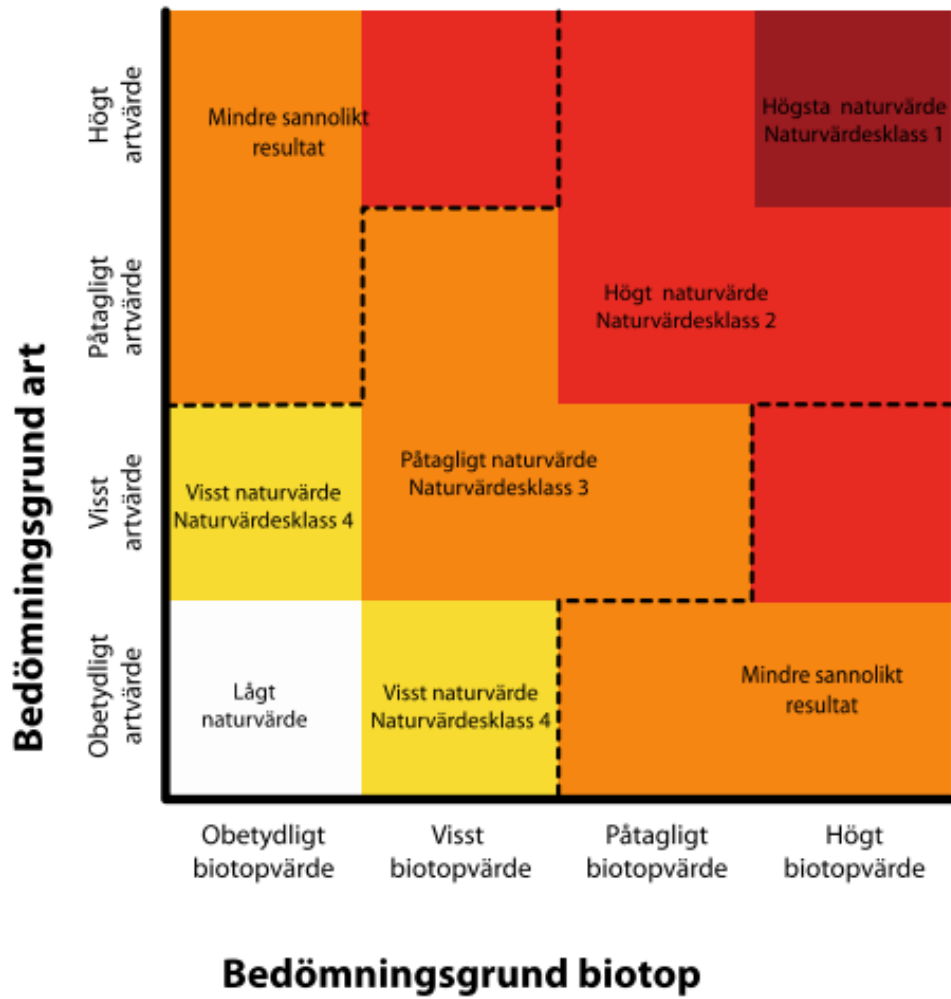 Bedömningsgrund art
Högt
artvärde
Påtagligt
artvärde
Visst
artvärde
Obetydligt
artvärde
Mindre sannolikt
resultat
Högsta naturvärde
Naturvärdesklass 1
Högt naturvärde
Naturvärdesklass 2
Påtagligt naturvärde
Naturvärdesklass 3
Visst naturvärde
Naturvärdesklass 4
Lågt
naturvärde
Visst naturvärde
Naturvärdesklass 4
Mindre sannolikt
resultat
Obetydligt
biotopvärde
Visst
biotopvärde
Påtagligt
biotopvärde
Högt
biotopvärde
Bedömningsgrund biotop